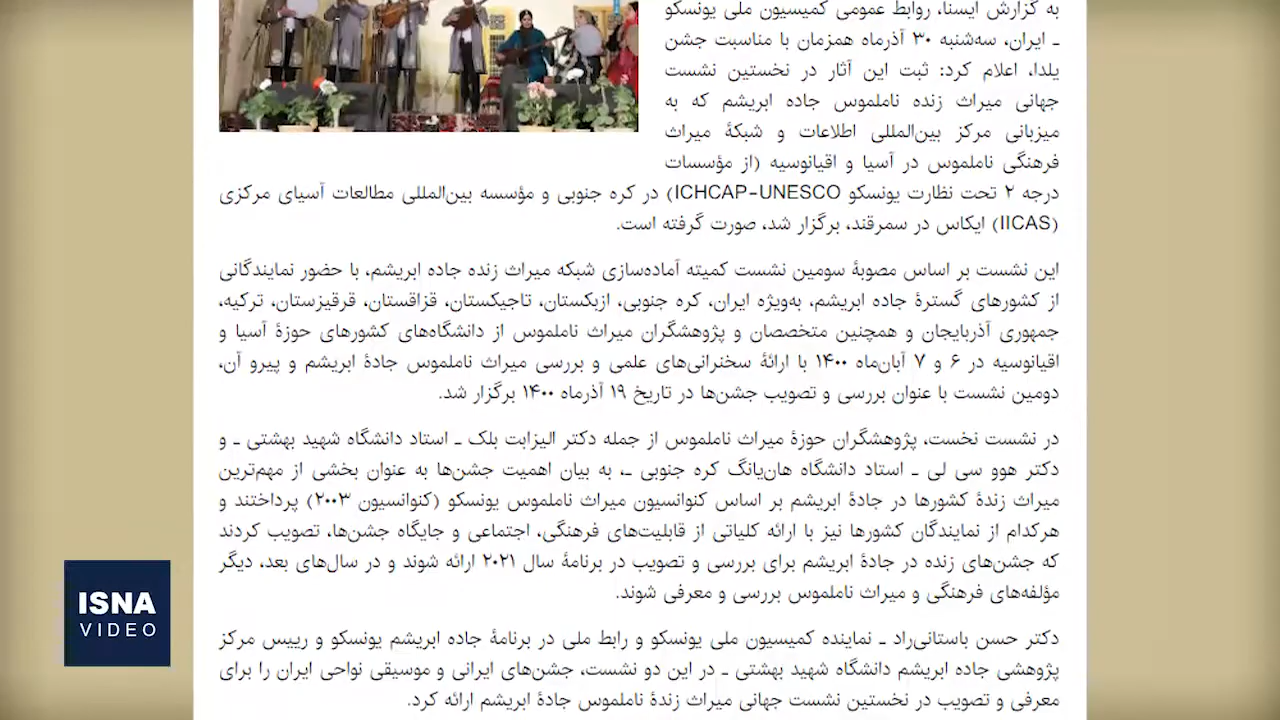 به گزارش ایسنا، روابط عمومی کمیسیون ملی یونسکو
ـ ایران، سه‌شنبه ۳۰ آذرماه همزمان با مناسبت جشن
یلدا، اعلام کرد: ثبت این آثار در نخستین نشست
جهانی میراث زنده ناملموس جاده ابریشم که به
میزبانی مرکز بین‌المللی اطلاعات و شبکهٔ میراث
فرهنگی ناملموس در آسیا و اقیانوسیه (از مؤسسات
درجه ۲ تحت نظارت یونسکو ICHCAP-UNESCO) در کره جنوبی و مؤسسه بین‌المللی مطالعات آسیای مرکزی
(IICAS) ایکاس در سمرقند، برگزار شد، صورت گرفته است.
این نشست بر اساس مصوبهٔ سومین نشست کمیته آماده‌سازی شبکه میراث زنده جاده ابریشم، با حضور نمایندگانی
از کشورهای گسترهٔ جاده ابریشم، به‌ویژه ایران، کره جنوبی، ازبکستان، تاجیکستان، قزاقستان، قرقیزستان، ترکیه،
جمهوری آذربایجان و همچنین متخصصان و پژوهشگران میراث ناملموس از دانشگاه‌های کشورهای حوزهٔ آسیا و
اقیانوسیه در ۶ و ۷ آبان‌ماه ۱۴۰۰ با ارائهٔ سخنرانی‌های علمی و بررسی میراث ناملموس جادهٔ ابریشم و پیرو آن،
دومین نشست با عنوان بررسی و تصویب جشن‌ها در تاریخ ۱۹ آذرماه ۱۴۰۰ برگزار شد.
در نشست نخست، پژوهشگران حوزهٔ میراث ناملموس از جمله دکتر الیزابت بلک ـ استاد دانشگاه شهید بهشتی ـ و
دکتر هوو سی لی ـ استاد دانشگاه هان‌یانگ کره جنوبی ـ، به بیان اهمیت جشن‌ها به عنوان بخشی از مهم‌ترین
میراث زندهٔ کشورها در جادهٔ ابریشم بر اساس کنوانسیون میراث ناملموس یونسکو (کنوانسیون ۲۰۰۳) پرداختند و
هرکدام از نمایندگان کشورها نیز با ارائه کلیاتی از قابلیت‌های فرهنگی، اجتماعی و جایگاه جشن‌ها، تصویب کردند
که جشن‌های زنده در جادهٔ ابریشم برای بررسی و تصویب در برنامهٔ سال ۲۰۲۱ ارائه شوند و در سال‌های بعد، دیگر
مؤلفه‌های فرهنگی و میراث ناملموس بررسی و معرفی شوند.
دکتر حسن باستانی‌راد ـ نماینده کمیسیون ملی یونسکو و رابط ملی در برنامهٔ جاده ابریشم یونسکو و رییس مرکز
پژوهشی جاده ابریشم دانشگاه شهید بهشتی ـ در این دو نشست، جشن‌های ایرانی و موسیقی نواحی ایران را برای
معرفی و تصویب در نخستین نشست جهانی میراث زندهٔ ناملموس جادهٔ ابریشم ارائه کرد.
ISNA
VIDEO